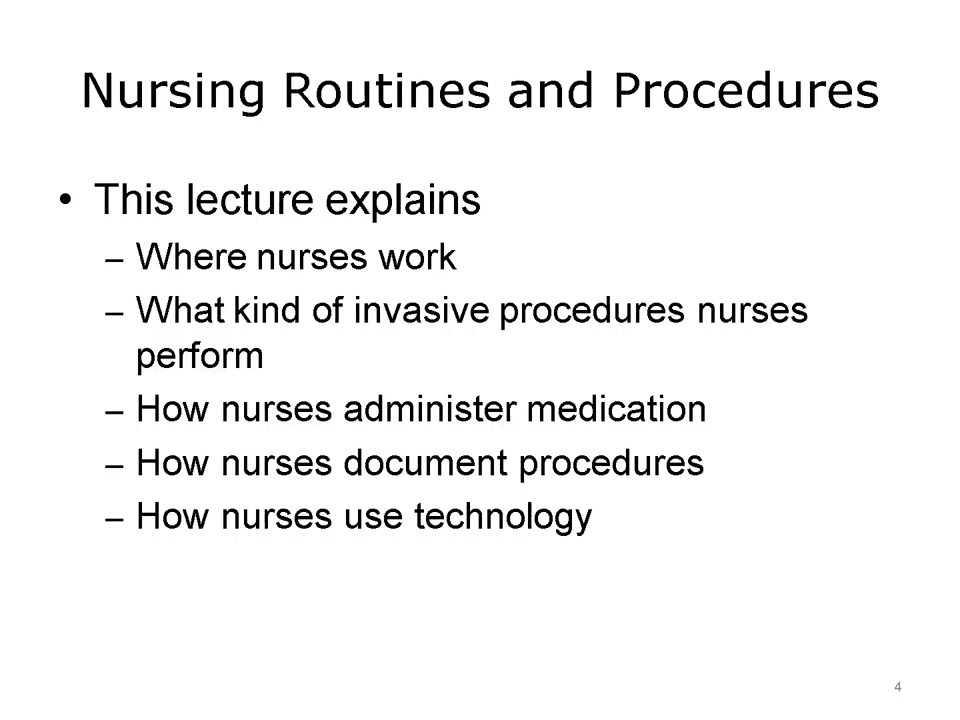 Nursing Routines and Procedures
• This lecture explains
– Where nurses work
– What kind of invasive procedures nurses
perform
– How nurses administer medication
– How nurses document procedures
– How nurses use technology
4